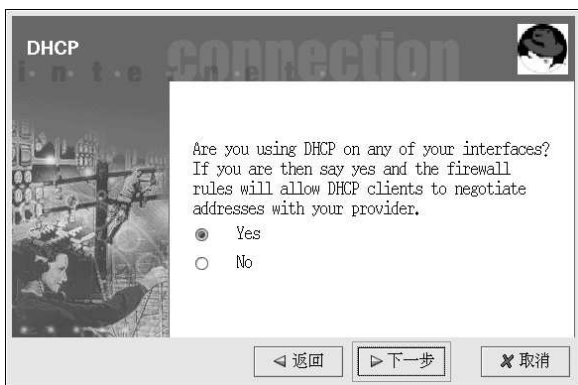 DHCP
internet connection
Are you using DHCP on any of your interfaces?
If you are then say yes and the firewall
rules will allow DHCP clients to negotiate
addresses with your provider.
Yes
No
返回
下一步
取消